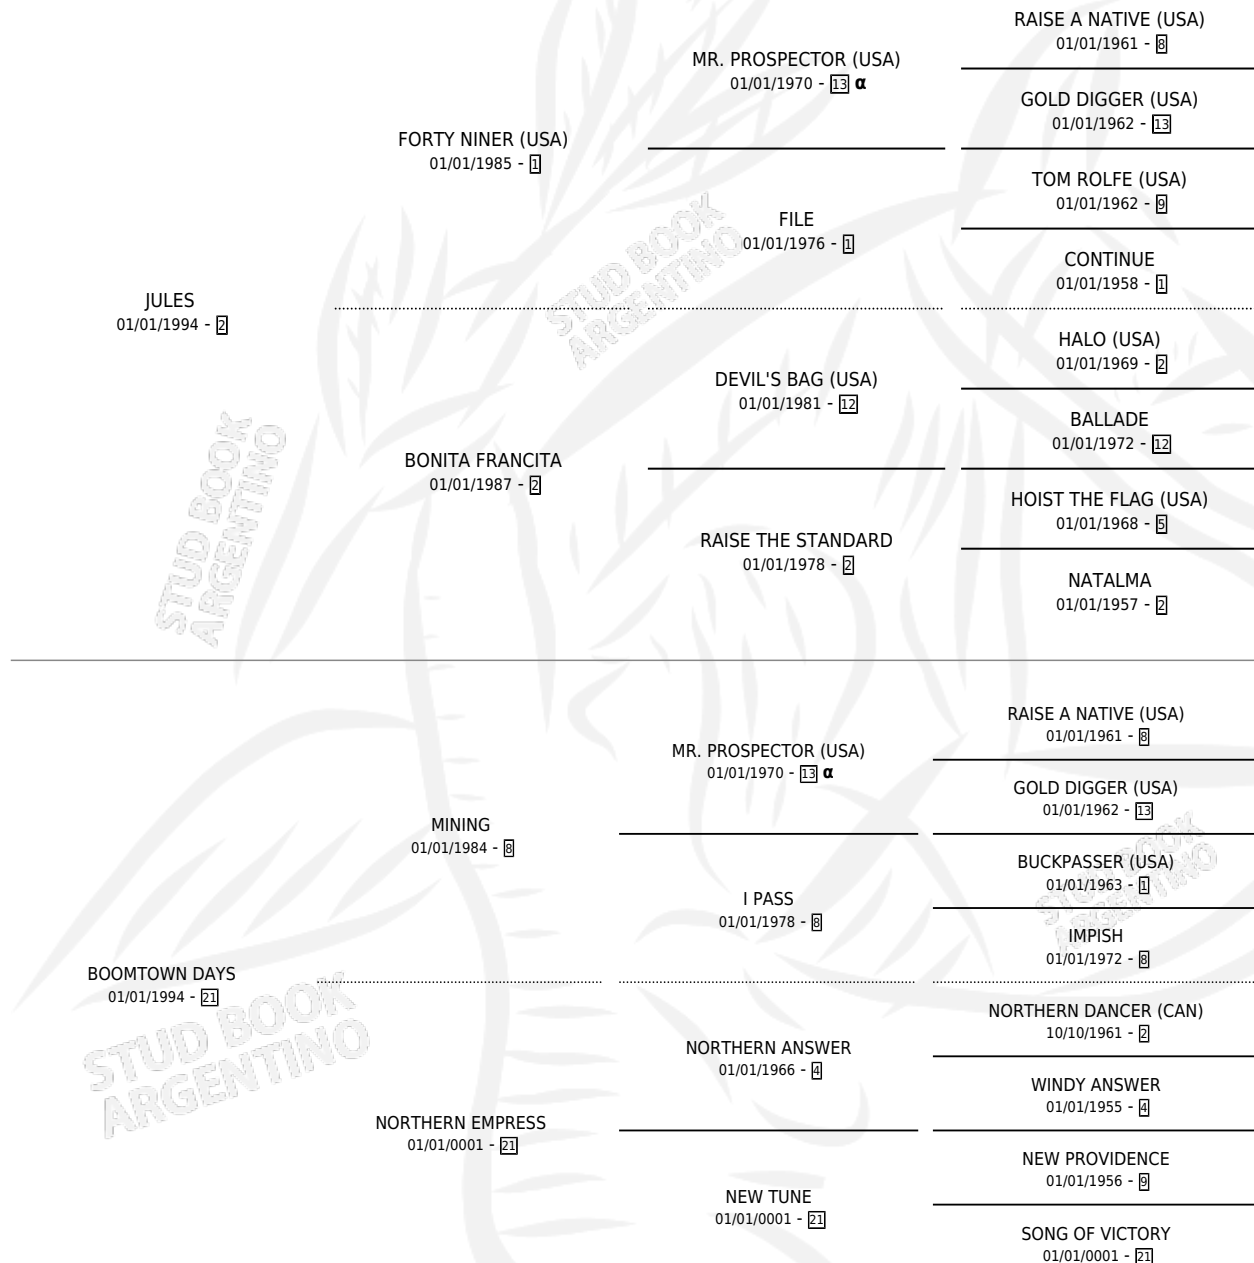 RAISE A NATIVE (USA)
01/01/1961 - 8
MR. PROSPECTOR (USA)
01/01/1970 - 13 α
GOLD DIGGER (USA)
01/01/1962 - 13
FORTY NINER (USA)
01/01/1985 - 1
TOM ROLFE (USA)
01/01/1962 - 9
FILE
01/01/1976 - 1
CONTINUE
01/01/1958 - 1
JULES
01/01/1994 - 2
STUD BOOK
ARGENTINO
HALO (USA)
01/01/1969 - 2
DEVIL'S BAG (USA)
01/01/1981 - 12
BALLADE
01/01/1972 - 12
BONITA FRANCITA
01/01/1987 - 2
HOIST THE FLAG (USA)
01/01/1968 - 5
RAISE THE STANDARD
01/01/1978 - 2
NATALMA
01/01/1957 - 2
STUD BOOK
ARGENTINO
RAISE A NATIVE (USA)
01/01/1961 - 8
MR. PROSPECTOR (USA)
01/01/1970 - 13 α
GOLD DIGGER (USA)
01/01/1962 - 13
MINING
01/01/1984 - 8
BUCKPASSER (USA)
01/01/1963 - 1
I PASS
01/01/1978 - 8
IMPISH
01/01/1972 - 8
STUD BOOK
ARGENTINO
BOOMTOWN DAYS
01/01/1994 - 21
NORTHERN DANCER (CAN)
10/10/1961 - 2
NORTHERN ANSWER
01/01/1966 - 4
WINDY ANSWER
01/01/1955 - 4
STUD BOOK
ARGENTINO
NORTHERN EMPRESS
01/01/0001 - 21
NEW PROVIDENCE
01/01/1956 - 9
NEW TUNE
01/01/0001 - 21
SONG OF VICTORY
01/01/0001 - 21